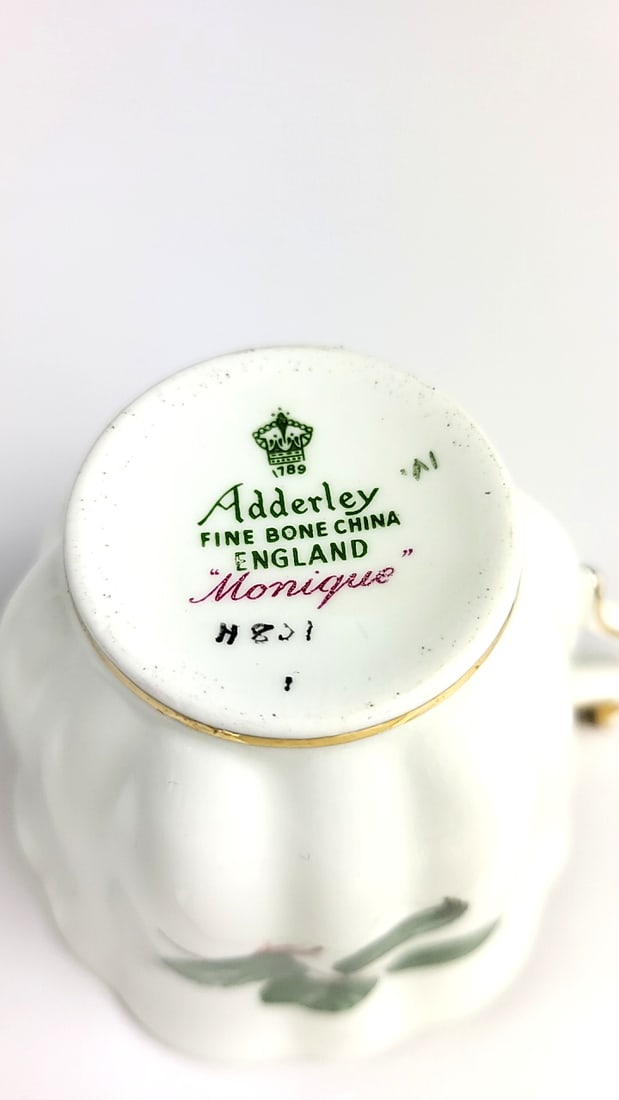 1789
Adderley
FINE BONE CHINA
ENGLAND
"Monique"